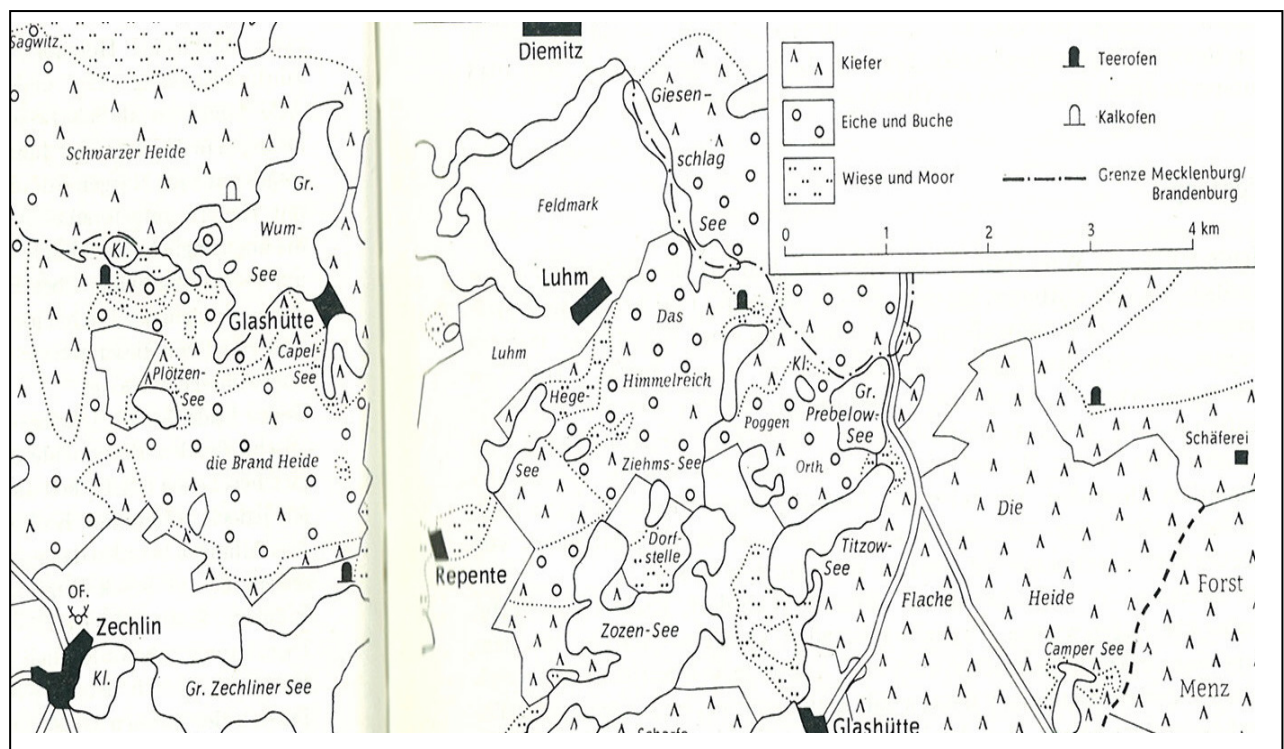 Sagwitz.
Schwarzer Heide
Gr.
Wum-
See
Kl.
Glashütte
Capel-
See
Plötzen-
See
die Brand Heide
OF.
Zechlin
Kl.
Gr. Zechliner See
Diemitz
Giesen-
schlag
See
Feldmark
Luhm
Luhm
Das
Himmelreich
Hege-
See
Ziehms-See
Kl.
Poggen
Orth
Gr.
Prebelow-
See
Dorf-
stelle
Repente
Titzow-
See
Zozen-See
Flache
Heide
Die
Schäferei
Forst
Menz
Camper See
Glashütte
Kiefer
Eiche und Buche
Wiese und Moor
Teerofen
Kalkofen
Grenze Mecklenburg/
Brandenburg
0 1 2 3 4 km